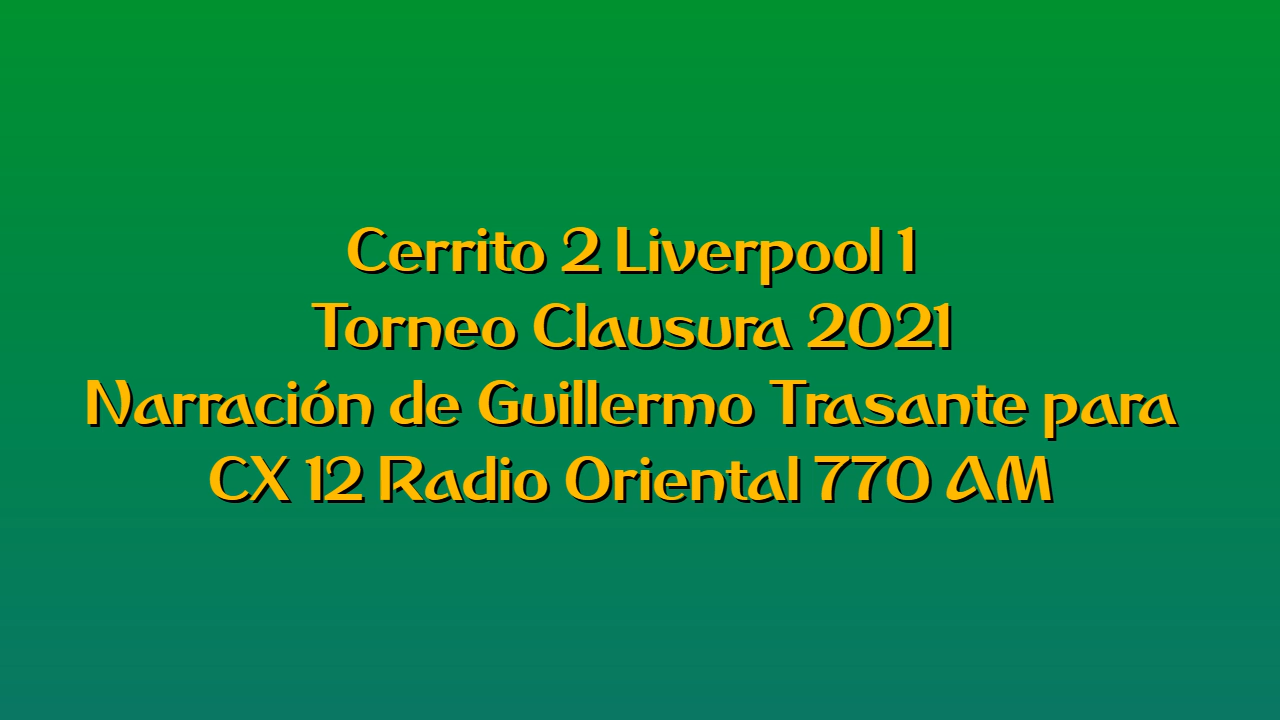 Cerrito 2 Liverpool 1
Torneo Clausura 2021
Narración de Guillermo Trasante para
CX 12 Radio Oriental 770 AM